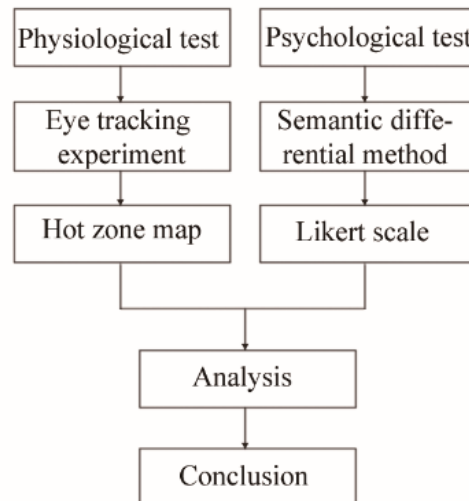 Physiological test
Psychological test
Eye tracking
experiment
Semantic diffe-
rential method
Hot zone map
Likert scale
Analysis
Conclusion